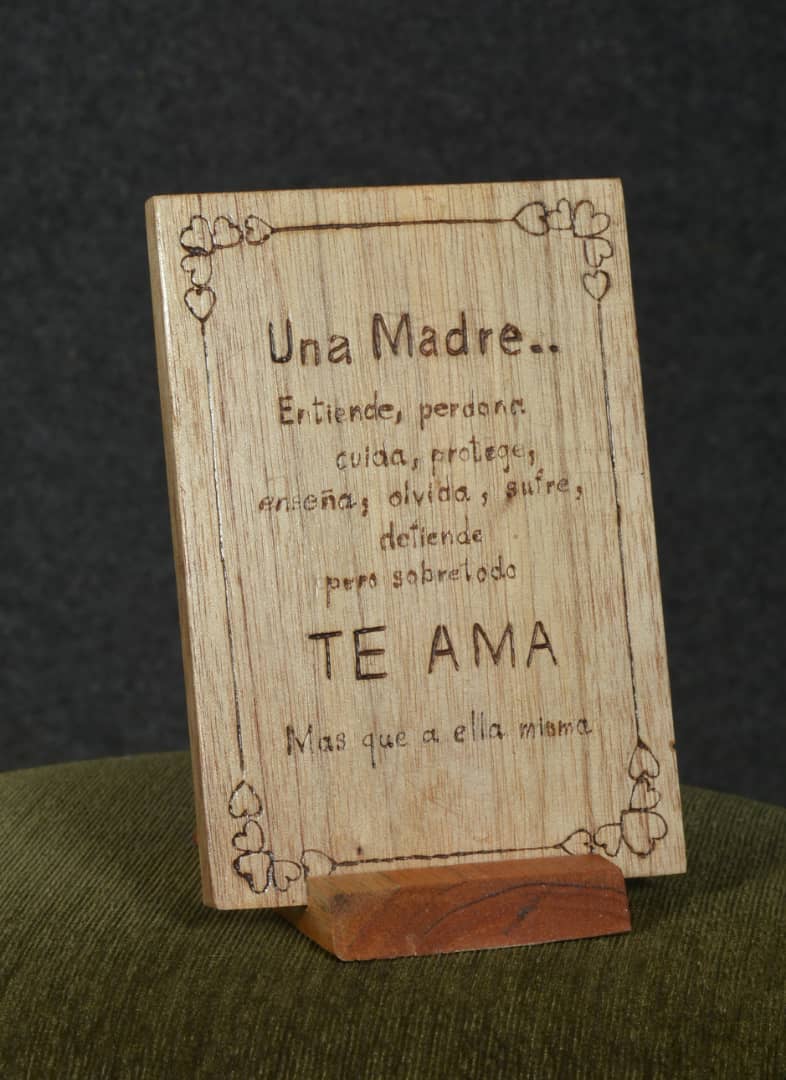 Una Madre..
Entiende, perdona
cuida, protege,
enseña, olvida, sufre,
defiende
pero sobretodo
TE AMA
Mas que a ella misma